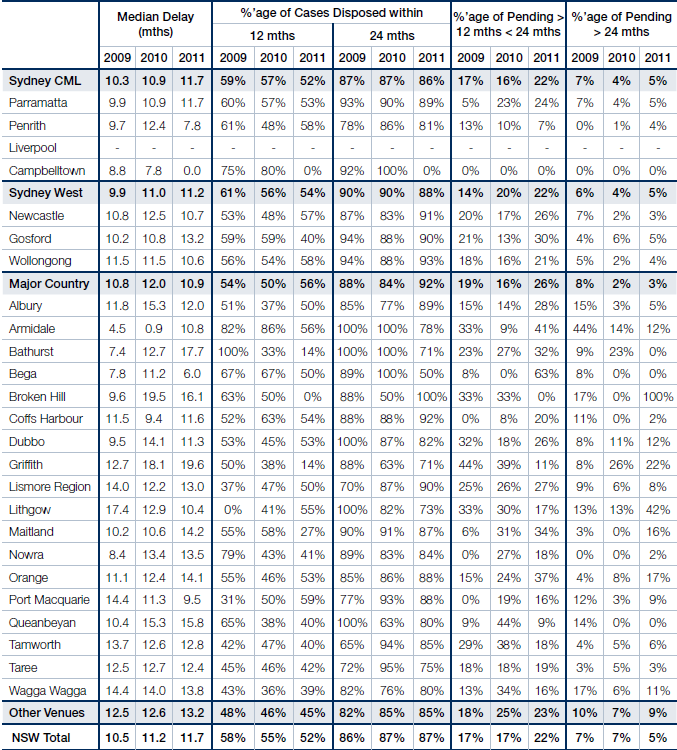 Median Delay (mths) %'age of Cases Disposed within %'age of Pending > 12 mths < 24 mths %'age of Pending > 24 mths
12 mths 24 mths
2009 2010 2011 2009 2010 2011 2009 2010 2011 2009 2010 2011 2009 2010 2011
Sydney CML 10.3 10.9 11.7 59% 57% 52% 87% 87% 86% 17% 16% 22% 7% 4% 5%
Parramatta 9.9 10.9 11.7 60% 57% 53% 93% 90% 89% 5% 23% 24% 7% 4% 5%
Penrith 9.7 12.4 7.8 61% 48% 58% 78% 86% 81% 13% 10% 7% 0% 1% 4%
Liverpool - - - - - - - - - - - - - - -
Campbelltown 8.8 7.8 0.0 75% 80% 0% 92% 100% 0% 0% 0% 0% 0% 0% 0%
Sydney West 9.9 11.0 11.2 61% 56% 54% 90% 90% 88% 14% 20% 22% 6% 4% 5%
Newcastle 10.8 12.5 10.7 53% 48% 57% 87% 83% 91% 20% 17% 26% 7% 2% 3%
Gosford 10.2 10.8 13.2 59% 59% 40% 94% 88% 90% 21% 13% 30% 4% 6% 5%
Wollongong 11.5 11.5 10.6 56% 54% 58% 94% 88% 93% 18% 16% 21% 5% 2% 4%
Major Country 10.8 12.0 10.9 54% 50% 56% 88% 84% 92% 19% 16% 26% 8% 2% 3%
Albury 11.8 15.3 12.0 51% 37% 50% 85% 77% 89% 15% 14% 28% 15% 3% 5%
Armidale 4.5 0.9 10.8 82% 86% 56% 100% 100% 78% 33% 9% 41% 44% 14% 12%
Bathurst 7.4 12.7 17.7 100% 33% 14% 100% 100% 71% 23% 27% 32% 9% 23% 0%
Bega 7.8 11.2 6.0 67% 67% 50% 89% 100% 50% 8% 0% 63% 8% 0% 0%
Broken Hill 9.6 19.5 16.1 63% 50% 0% 88% 50% 100% 33% 33% 0% 17% 0% 100%
Coffs Harbour 11.5 9.4 11.6 52% 63% 54% 88% 88% 92% 0% 8% 20% 11% 0% 2%
Dubbo 9.5 14.1 11.3 53% 45% 53% 100% 87% 82% 32% 18% 26% 8% 11% 12%
Griffith 12.7 18.1 19.6 50% 38% 14% 88% 63% 71% 44% 39% 11% 8% 26% 22%
Lismore Region 14.0 12.2 13.0 37% 47% 50% 70% 87% 90% 25% 26% 27% 9% 6% 8%
Lithgow 17.4 12.9 10.4 0% 41% 55% 100% 82% 73% 33% 30% 17% 13% 13% 42%
Maitland 10.2 10.6 14.2 55% 58% 27% 90% 91% 87% 6% 31% 34% 3% 0% 16%
Nowra 8.4 13.4 13.5 79% 43% 41% 89% 83% 84% 0% 27% 18% 0% 0% 2%
Orange 11.1 12.4 14.1 55% 46% 53% 85% 86% 88% 15% 24% 37% 4% 8% 17%
Port Macquarie 14.4 11.3 9.5 31% 50% 59% 77% 93% 88% 0% 19% 16% 12% 3% 9%
Queanbeyan 10.4 15.3 15.8 65% 38% 40% 100% 63% 80% 9% 44% 9% 14% 0% 0%
Tamworth 13.7 12.6 12.8 42% 47% 40% 65% 94% 85% 29% 38% 18% 4% 5% 6%
Taree 12.5 12.7 12.4 45% 46% 42% 72% 95% 75% 18% 18% 19% 3% 5% 3%
Wagga Wagga 14.4 14.0 13.8 43% 36% 39% 82% 76% 80% 13% 34% 16% 17% 6% 11%
Other Venues 12.5 12.6 13.2 48% 46% 45% 82% 85% 85% 18% 25% 23% 10% 7% 9%
NSW Total 10.5 11.2 11.7 58% 55% 52% 86% 87% 87% 17% 17% 22% 7% 7% 5%